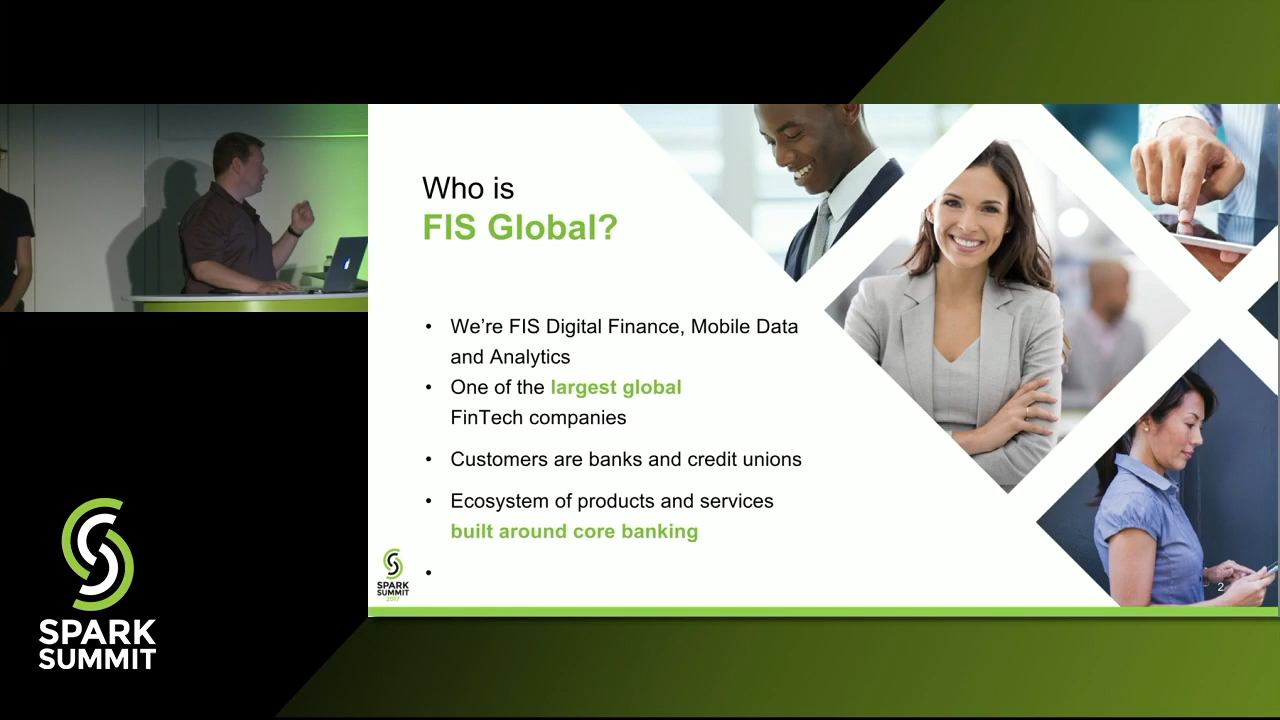 Who is
FIS Global?
• We’re FIS Digital Finance, Mobile Data
and Analytics
• One of the largest global
FinTech companies
• Customers are banks and credit unions
• Ecosystem of products and services
built around core banking
•
SPARK
SUMMIT
2017
2
SPARK
SUMMIT